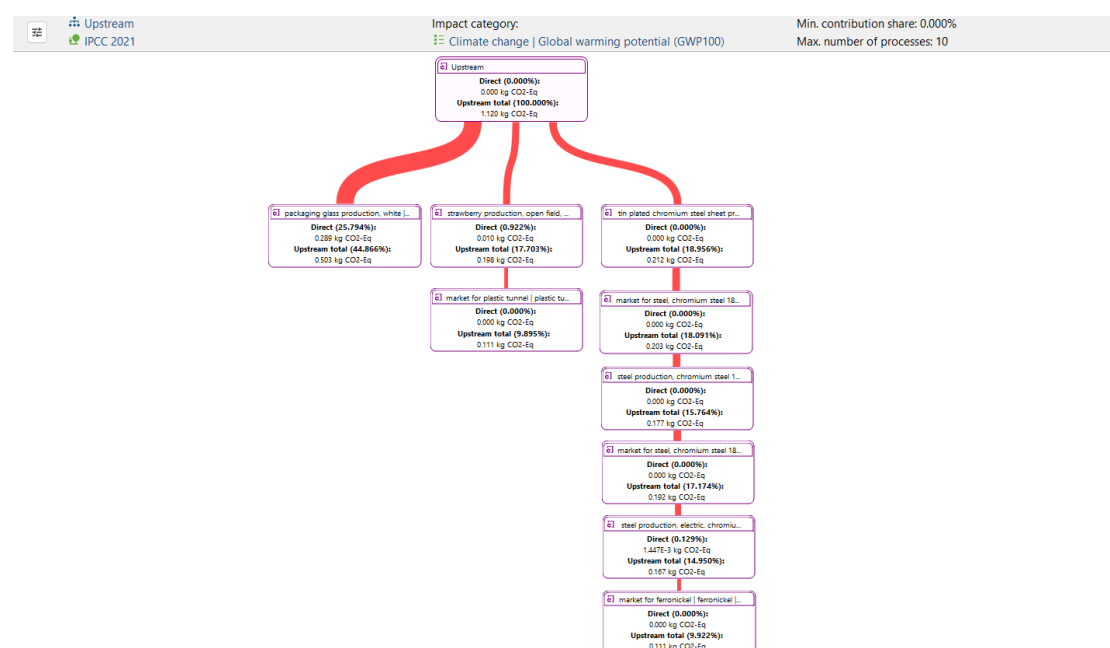 Upstream
IPCC 2021
Impact category:
Climate change | Global warming potential (GWP100)
Min. contribution share: 0.000%
Max. number of processes: 10
Upstream
Direct (0.000%):
0.000 kg CO2-Eq
Upstream total (100.000%):
1.120 kg CO2-Eq
packaging glass production, white |...
Direct (25.794%):
0.289 kg CO2-Eq
Upstream total (44.866%):
0.503 kg CO2-Eq
strawberry production, open field, ...
Direct (0.922%):
0.010 kg CO2-Eq
Upstream total (17.703%):
0.198 kg CO2-Eq
tin plated chromium steel sheet pr...
Direct (0.000%):
0.000 kg CO2-Eq
Upstream total (18.956%):
0.212 kg CO2-Eq
market for plastic tunnel | plastic tu...
Direct (0.000%):
0.000 kg CO2-Eq
Upstream total (9.895%):
0.111 kg CO2-Eq
market for steel, chromium steel 18...
Direct (0.000%):
0.000 kg CO2-Eq
Upstream total (18.091%):
0.203 kg CO2-Eq
steel production, chromium steel 1...
Direct (0.000%):
0.000 kg CO2-Eq
Upstream total (15.764%):
0.177 kg CO2-Eq
market for steel, chromium steel 18...
Direct (0.000%):
0.000 kg CO2-Eq
Upstream total (17.174%):
0.192 kg CO2-Eq
steel production, electric, chromiu...
Direct (0.129%):
1.447E-3 kg CO2-Eq
Upstream total (14.950%):
0.167 kg CO2-Eq
market for ferronickel | ferronickel |...
Direct (0.000%):
0.000 kg CO2-Eq
Upstream total (9.922%):
0.111 kg CO2-Eq